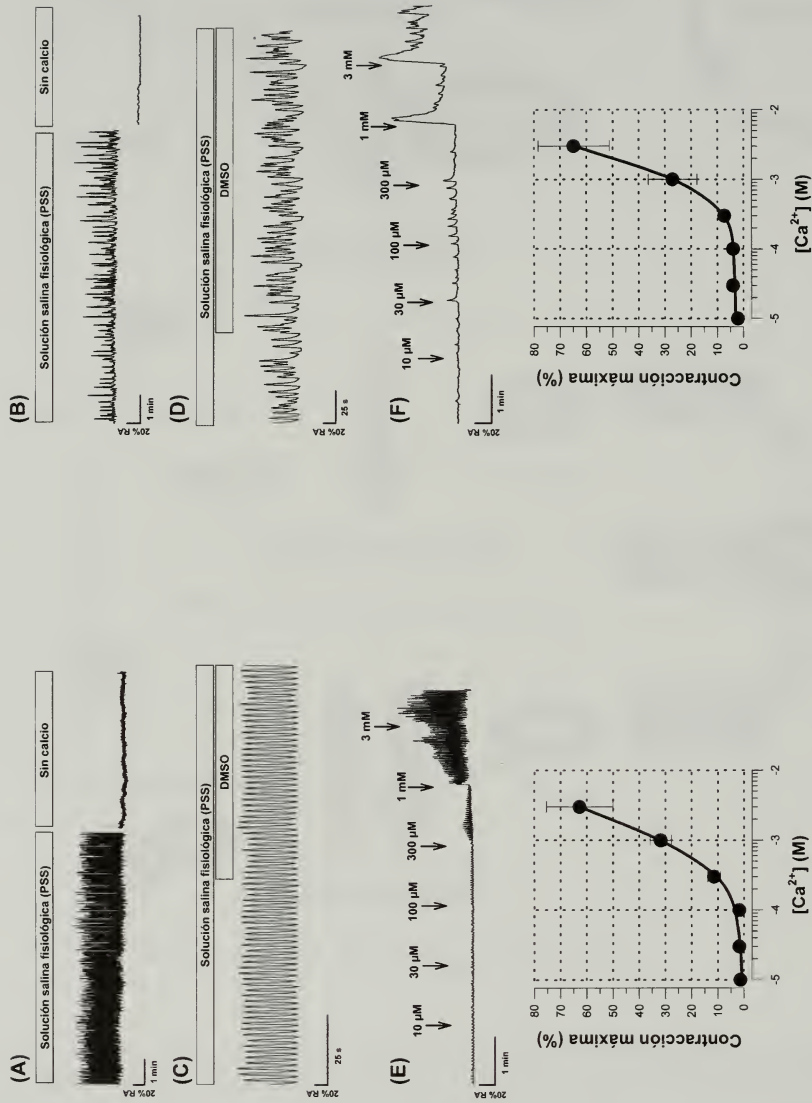 (A)
Solución salina fisiológica (PSS)
Sin calcio
20% RA
1 min
(B)
Solución salina fisiológica (PSS)
Sin calcio
20% RA
1 min
(C)
Solución salina fisiológica (PSS)
DMSO
20% RA
25 s
(D)
Solución salina fisiológica (PSS)
DMSO
20% RA
25 s
(E)
10 µM
30 µM
100 µM
300 µM
1 mM
3 mM
20% RA
1 min
(F)
10 µM
30 µM
100 µM
300 µM
1 mM
3 mM
20% RA
1 min
Contracción máxima (%)
80
70
60
50
40
30
20
10
0
-5
-4
-3
-2
[Ca²⁺] (M)
Contracción máxima (%)
80
70
60
50
40
30
20
10
0
-5
-4
-3
-2
[Ca²⁺] (M)